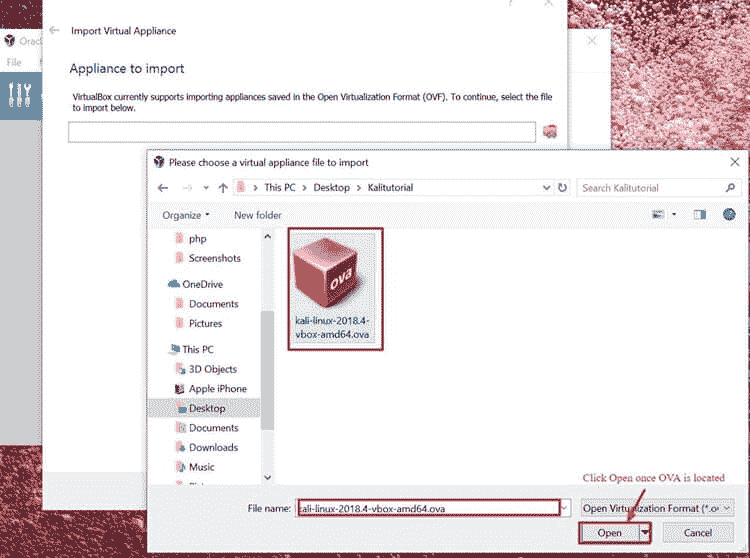 Import Virtual Appliance
Orac
File
Appliance to import
VirtualBox currently supports importing appliances saved in the Open Virtualization Format (OVF). To continue, select the file
to import below.
Please choose a virtual appliance file to import
This PC > Desktop > Kalitutorial
Search Kalitutorial
Organize
New folder
php
Screenshots
OneDrive
Documents
Pictures
This PC
3D Objects
Apple iPhone
Desktop
Documents
Downloads
Music
ova
kali-linux-2018.4-
vbox-amd64.ova
Click Open once OVA is located
File name:
kali-linux-2018.4-vbox-amd64.ova
Open Virtualization Format (*.ov
Open
Cancel